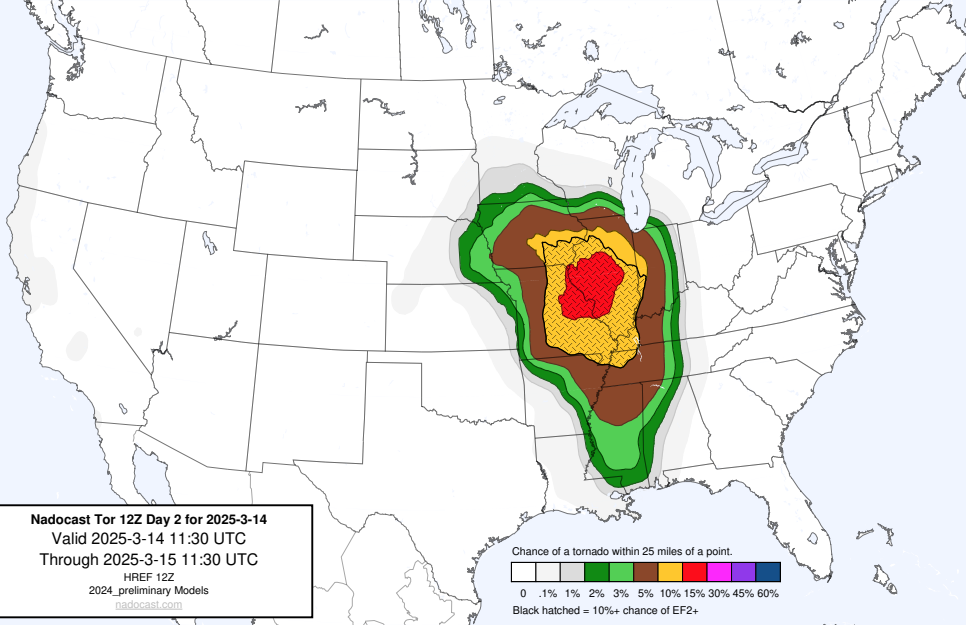 Nadocast Tor 12Z Day 2 for 2025-3-14
Valid 2025-3-14 11:30 UTC
Through 2025-3-15 11:30 UTC
HREF 12Z
2024_preliminary Models
nadocast.com
Chance of a tornado within 25 miles of a point.
0 .1% 1% 2% 3% 5% 10% 15% 30% 45% 60%
Black hatched = 10%+ chance of EF2+